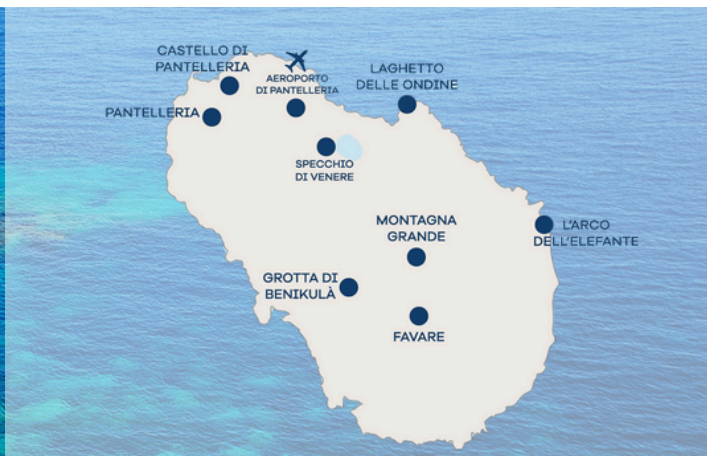 CASTELLO DI
PANTELLERIA
AEROPORTO
DI PANTELLERIA
LAGHETTO
DELLE ONDINE
PANTELLERIA
SPECCHIO
DI VENERE
MONTAGNA
GRANDE
L'ARCO
DELL'ELEFANTE
GROTTA DI
BENIKULÀ
FAVARE